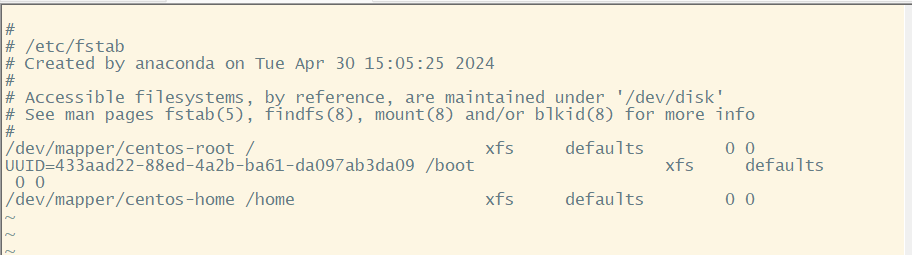 #
# /etc/fstab
# Created by anaconda on Tue Apr 30 15:05:25 2024
#
# Accessible filesystems, by reference, are maintained under '/dev/disk'
# See man pages fstab(5), findfs(8), mount(8) and/or blkid(8) for more info
#
/dev/mapper/centos-root /                       xfs     defaults        0 0
UUID=433aad22-88ed-4a2b-ba61-da097ab3da09 /boot                   xfs     defaults
 0 0
/dev/mapper/centos-home /home                   xfs     defaults        0 0
~
~
~